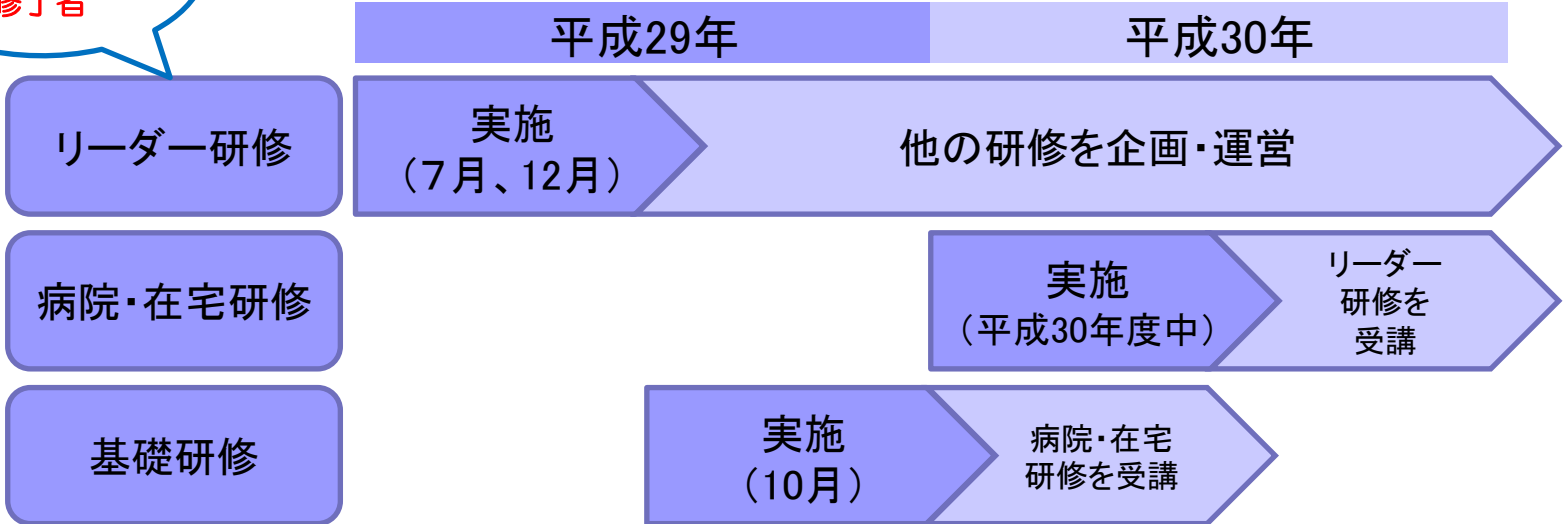 修了者
平成29年
平成30年
リーダー研修
実施
（７月、12月）
他の研修を企画・運営
病院・在宅研修
実施
（平成30年度中）
リーダー
研修を
受講
基礎研修
実施
（10月）
病院・在宅
研修を受講